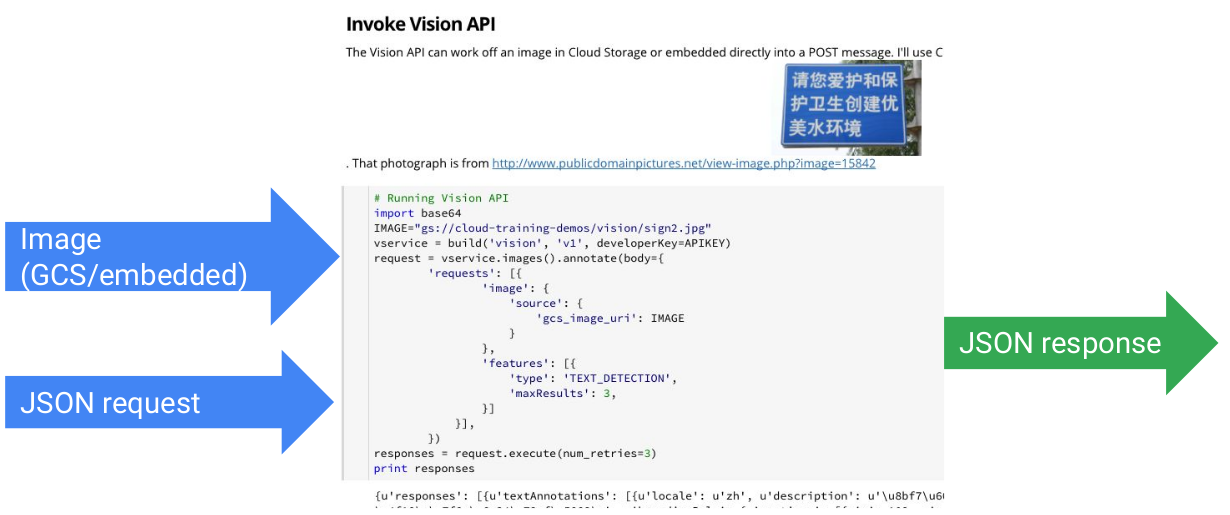 Invoke Vision API
The Vision API can work off an image in Cloud Storage or embedded directly into a POST message. I'll use C
请您爱护和保
护卫生创建优
美水环境
. That photograph is from http://www.publicdomainpictures.net/view-image.php?image=15842
Image
(GCS/embedded)
JSON request
# Running Vision API
import base64
IMAGE="gs://cloud-training-demos/vision/sign2.jpg"
vservice = build('vision', 'v1', developerKey=APIKEY)
request = vservice.images().annotate(body={
'requests': [{
'image': {
'source': {
'gcs_image_uri': IMAGE
}
},
'features': [{
'type': 'TEXT_DETECTION',
'maxResults': 3,
}]
}],
})
responses = request.execute(num_retries=3)
print responses
{u'responses': [{u'textAnnotations': [{u'locale': u'zh', u'description': u'\u8bf7\u6
JSON response